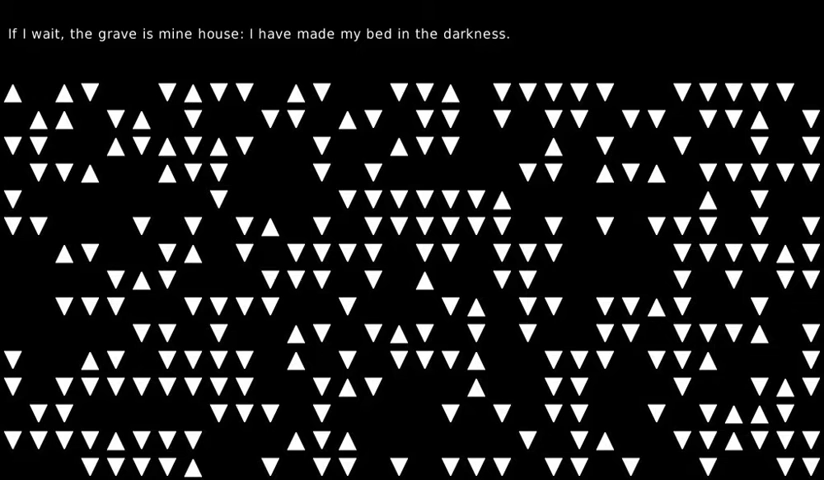 If I wait, the grave is mine house: I have made my bed in the darkness.